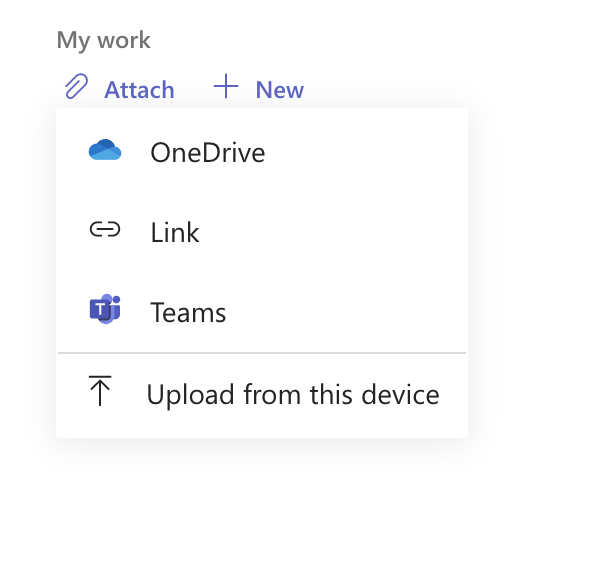 My work
Attach New
OneDrive
Link
Teams
Upload from this device